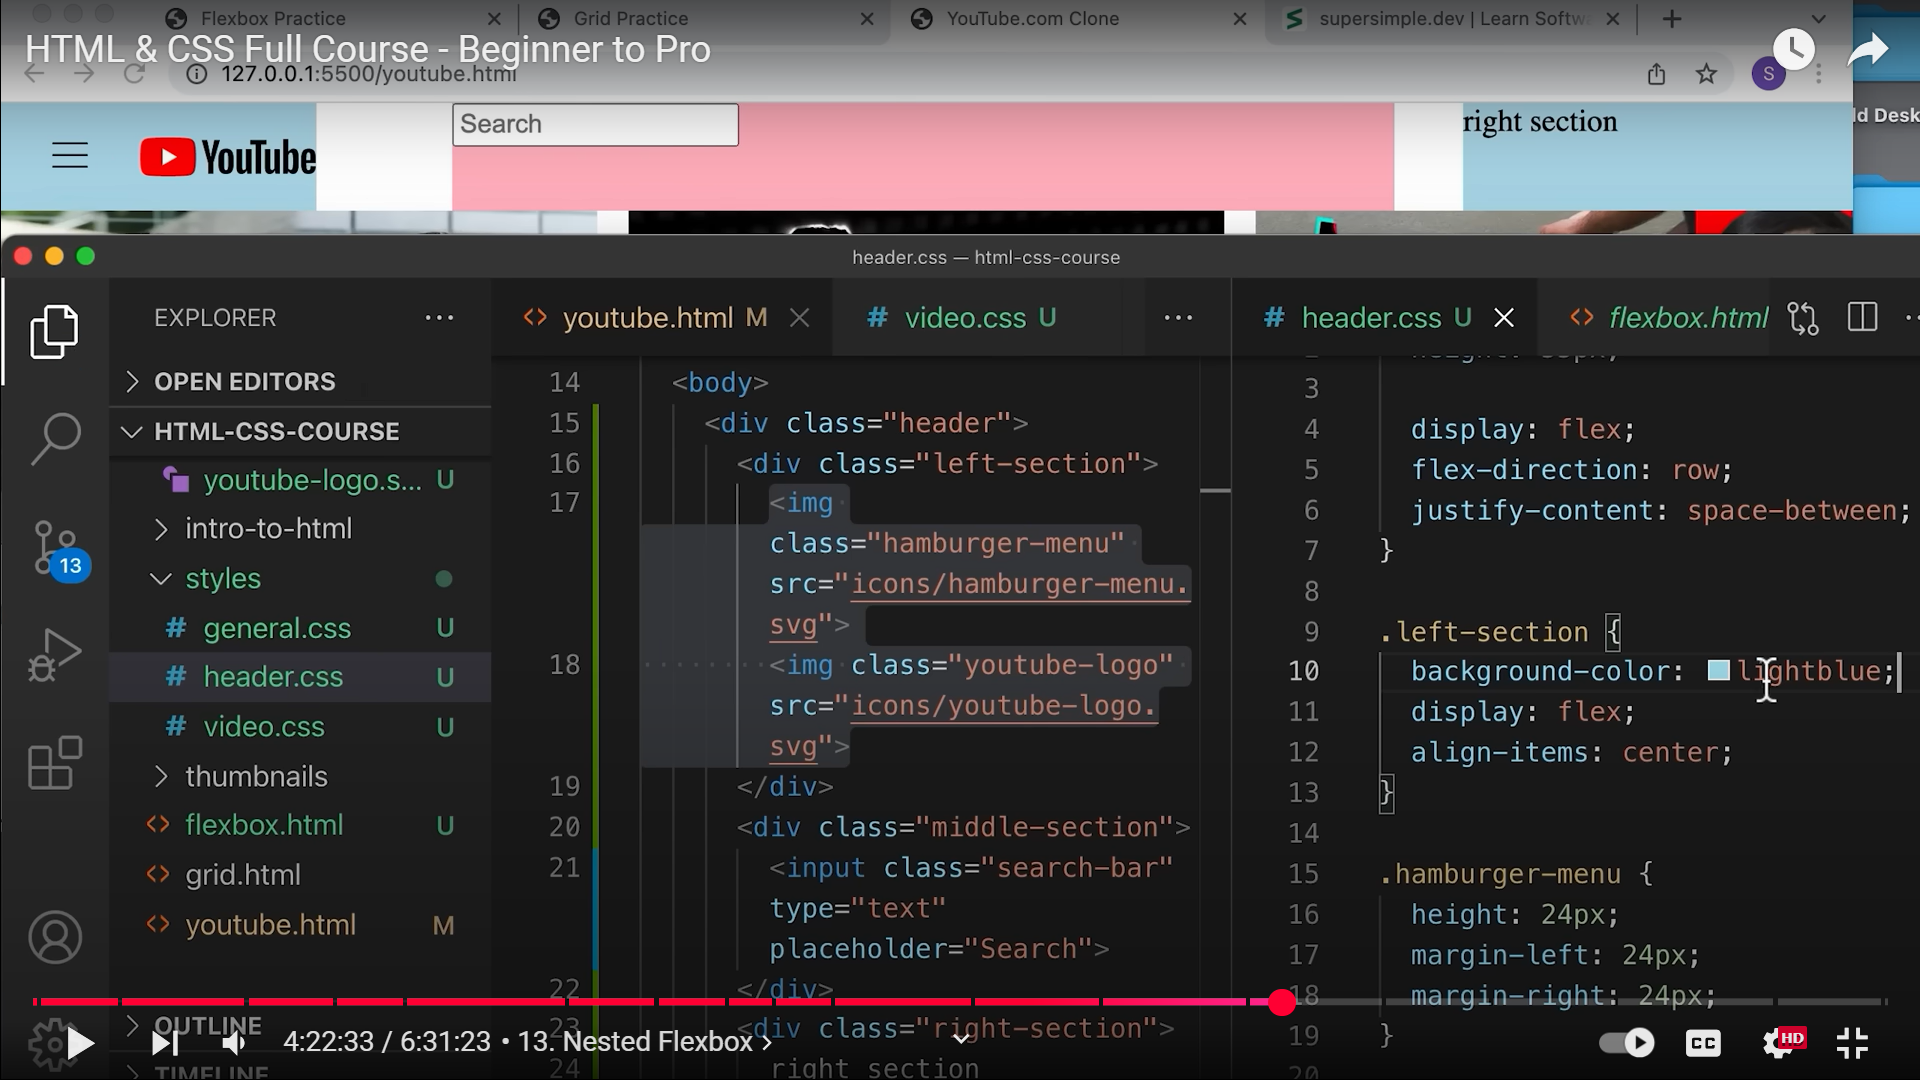 Flexbox Practice
Grid Practice
YouTube.com Clone
supersimple.dev | Learn Softw
HTML & CSS Full Course - Beginner to Pro
127.0.0.1:5500/youtube.html
S
Search
right section
ld Desk
YouTube
header.css — html-css-course
EXPLORER
youtube.html M
# video.css U
# header.css U
flexbox.html
OPEN EDITORS
HTML-CSS-COURSE
youtube-logo.s... U
intro-to-html
styles
# general.css U
# header.css U
# video.css U
thumbnails
flexbox.html U
grid.html
youtube.html M
OUTLINE
TIMELINE
13
14 <body>
15 <div class="header">
16 <div class="left-section">
17 <img
class="hamburger-menu"
src="icons/hamburger-menu.
svg">
18 <img class="youtube-logo"
src="icons/youtube-logo.
svg">
19 </div>
20 <div class="middle-section">
21 <input class="search-bar"
type="text"
placeholder="Search">
22 </div>
23 <div class="right-section">
24 right section
3
4 display: flex;
5 flex-direction: row;
6 justify-content: space-between;
7 }
8
9 .left-section {
10 background-color: lightblue;
11 display: flex;
12 align-items: center;
13 }
14
15 .hamburger-menu {
16 height: 24px;
17 margin-left: 24px;
18 margin-right: 24px;
19 }
20
4:22:33 / 6:31:23 • 13. Nested Flexbox
CC
HD